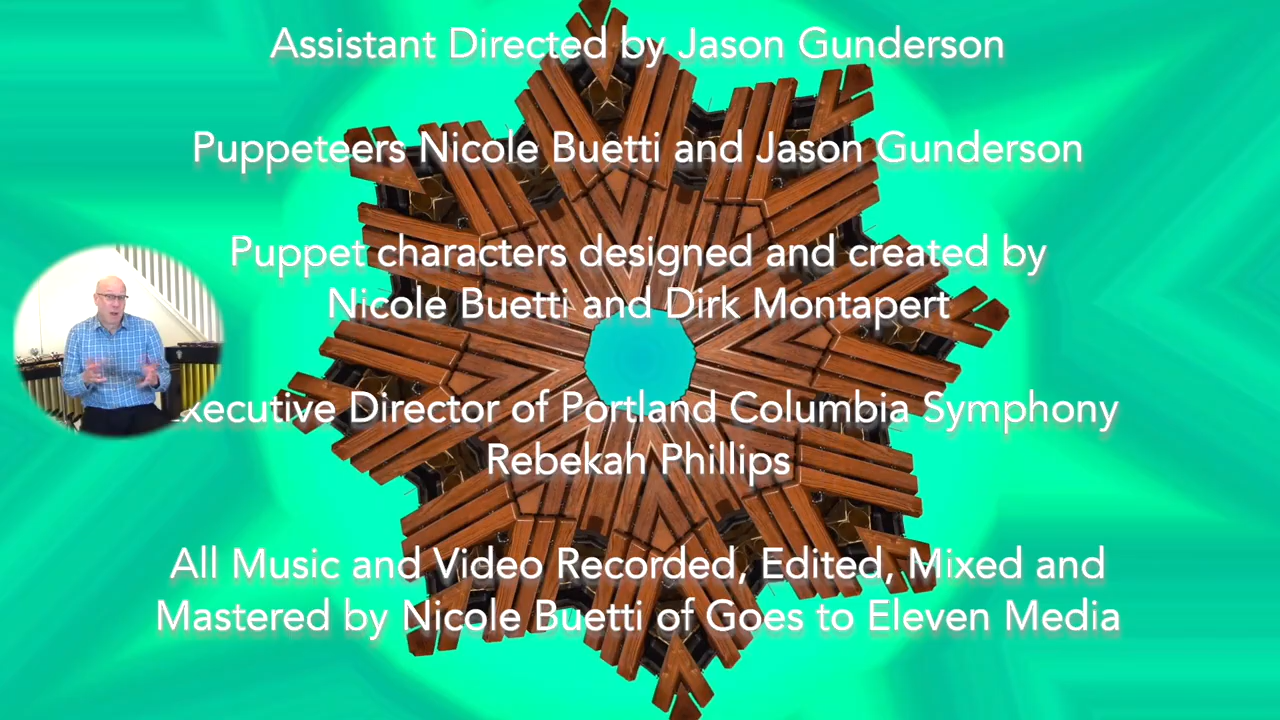 Assistant Directed by Jason Gunderson
Puppeteers Nicole Buetti and Jason Gunderson
Puppet characters designed and created by
Nicole Buetti and Dirk Montapert
Executive Director of Portland Columbia Symphony
Rebekah Phillips
All Music and Video Recorded, Edited, Mixed and
Mastered by Nicole Buetti of Goes to Eleven Media